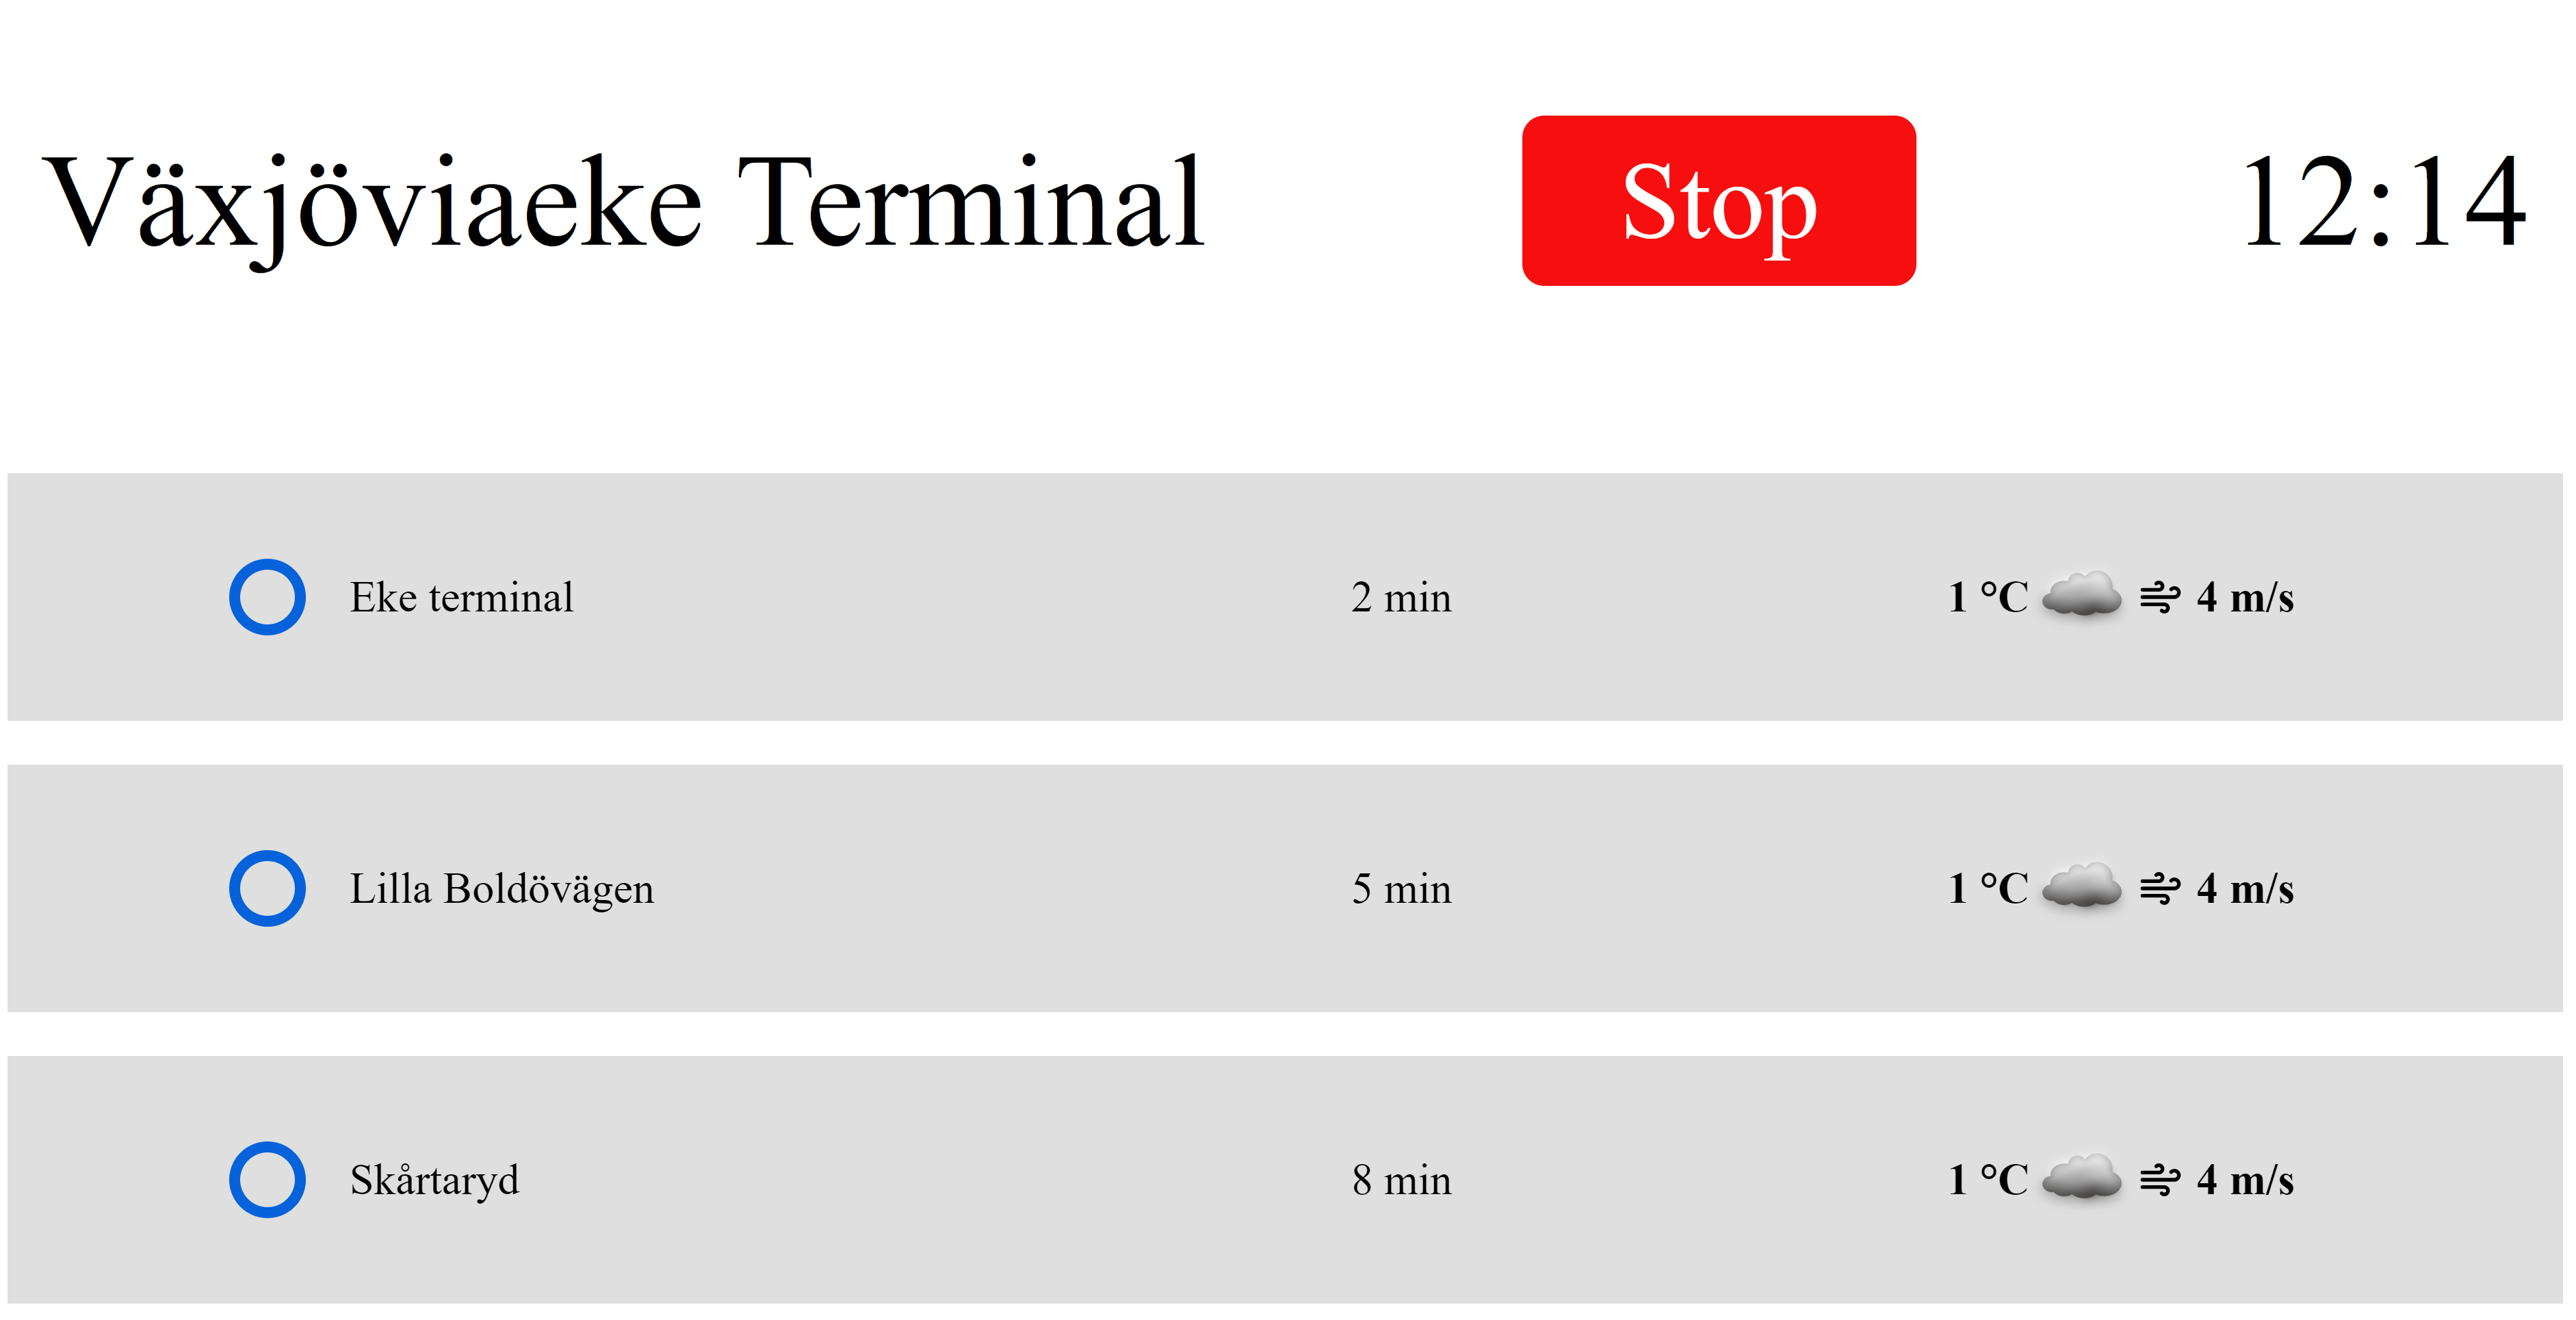 Växjöviaeke Terminal Stop 12:14
Eke terminal 2 min 1 °C 4 m/s
Lilla Boldövägen 5 min 1 °C 4 m/s
Skårtaryd 8 min 1 °C 4 m/s